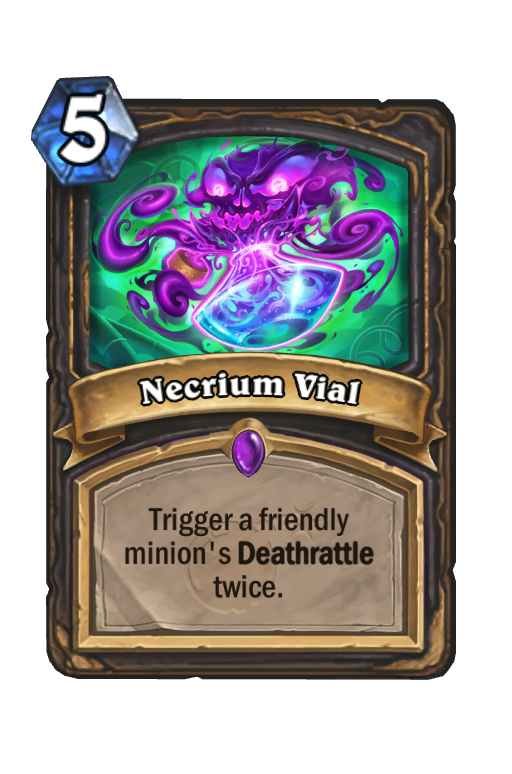 5
Necrium Vial
Trigger a friendly
minion's Deathrattle
twice.